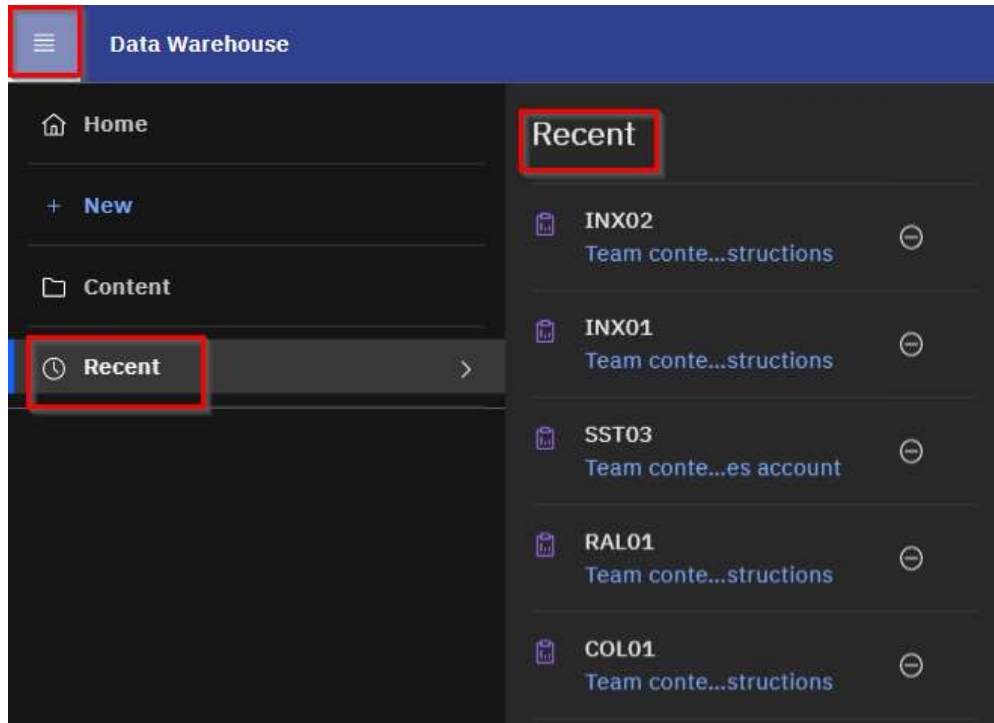 Data Warehouse
Home
+ New
Content
Recent
Recent
INX02
Team conte...structions
INX01
Team conte...structions
SST03
Team conte...es account
RAL01
Team conte...structions
COL01
Team conte...structions